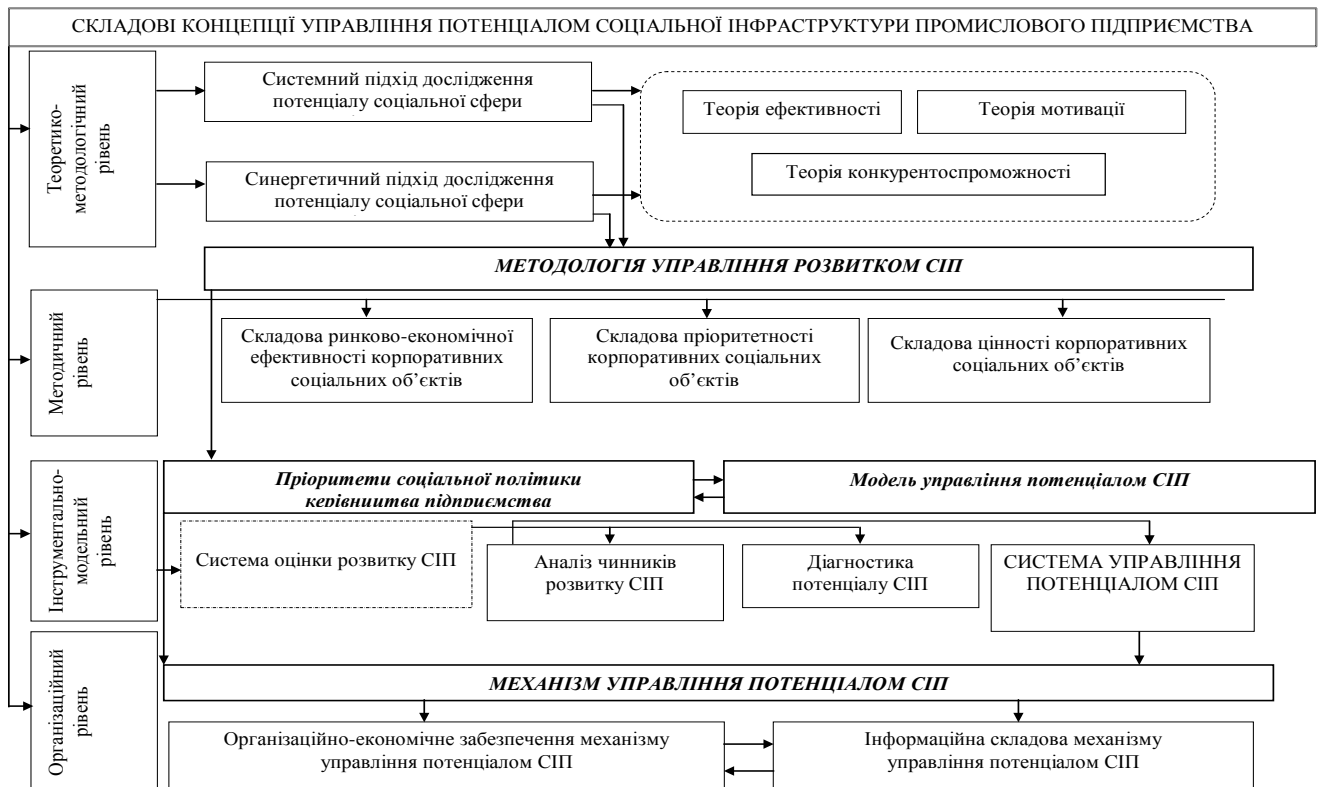 СКЛАДОВІ КОНЦЕПЦІЇ УПРАВЛІННЯ ПОТЕНЦІАЛОМ СОЦІАЛЬНОЇ ІНФРАСТРУКТУРИ ПРОМИСЛОВОГО ПІДПРИЄМСТВА
Теоретико-
методологічний
рівень
Системний підхід дослідження
потенціалу соціальної сфери
Синергетичний підхід дослідження
потенціалу соціальної сфери
Теорія ефективності
Теорія мотивації
Теорія конкурентоспроможності
МЕТОДОЛОГІЯ УПРАВЛІННЯ РОЗВИТКОМ СІП
Методичний
рівень
Складова ринково-економічної
ефективності корпоративних
соціальних об’єктів
Складова пріоритетності
корпоративних соціальних
об’єктів
Складова цінності корпоративних
соціальних об’єктів
Інструментально-
модельний
рівень
Пріоритети соціальної політики
керівництва підприємства
Модель управління потенціалом СІП
Система оцінки розвитку СІП
Аналіз чинників
розвитку СІП
Діагностика
потенціалу СІП
СИСТЕМА УПРАВЛІННЯ
ПОТЕНЦІАЛОМ СІП
Організаційний
рівень
МЕХАНІЗМ УПРАВЛІННЯ ПОТЕНЦІАЛОМ СІП
Організаційно-економічне забезпечення механізму
управління потенціалом СІП
Інформаційна складова механізму
управління потенціалом СІП